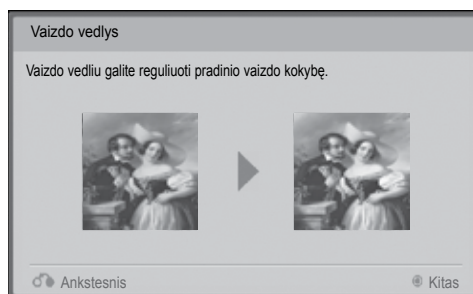 Vaizdo vedlys
Vaizdo vedliu galite reguliuoti pradinio vaizdo kokybę.
Ankstesnis
Kitas